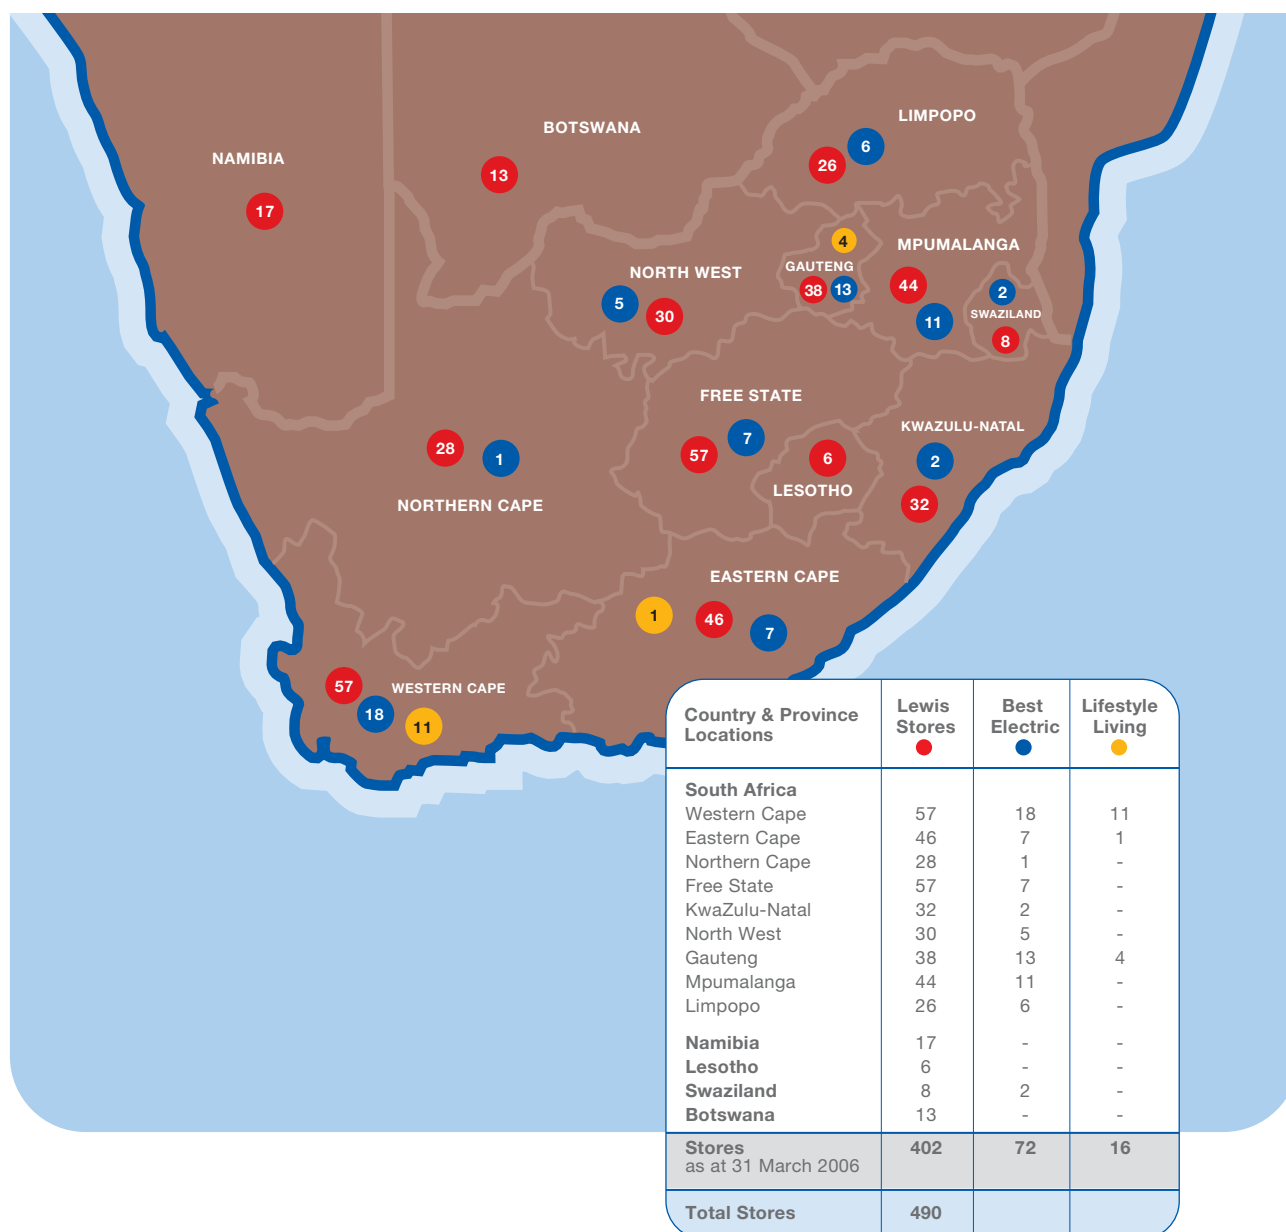 LIMPOPO
BOTSWANA
6
NAMIBIA
26
13
17
4
MPUMALANGA
GAUTENG
NORTH WEST
44
38
13
2
5
30
11
SWAZILAND
8
FREE STATE
KWAZULU-NATAL
7
28
57
6
1
2
LESOTHO
NORTHERN CAPE
32
EASTERN CAPE
1
46
7
57
WESTERN CAPE
18
11
Country & Province Lewis Best Lifestyle
Locations Stores Electric Living
South Africa
Western Cape 57 18 11
Eastern Cape 46 7 1
Northern Cape 28 1 -
Free State 57 7 -
KwaZulu-Natal 32 2 -
North West 30 5 -
Gauteng 38 13 4
Mpumalanga 44 11 -
Limpopo 26 6 -
Namibia 17 - -
Lesotho 6 - -
Swaziland 8 2 -
Botswana 13 - -
Stores 402 72 16
as at 31 March 2006
Total Stores 490